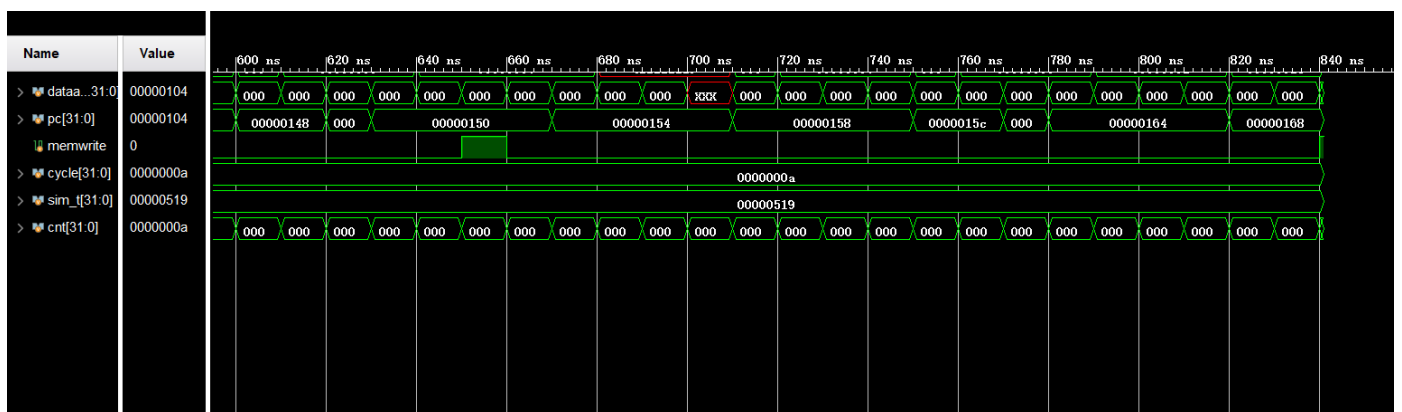 Name Value
600 ns 620 ns 640 ns 660 ns 680 ns 700 ns 720 ns 740 ns 760 ns 780 ns 800 ns 820 ns 840 ns
dataa...31:0] 00000104 000 000 000 000 000 000 000 000 000 000 XXX 000 000 000 000 000 000 000 000 000 000 000 000 000
pc[31:0] 00000104 00000148 000 00000150 00000154 00000158 0000015c 000 00000164 00000168
memwrite 0
cycle[31:0] 0000000a 0000000a
sim_t[31:0] 00000519 00000519
cnt[31:0] 0000000a 000 000 000 000 000 000 000 000 000 000 000 000 000 000 000 000 000 000 000 000 000 000 000 000